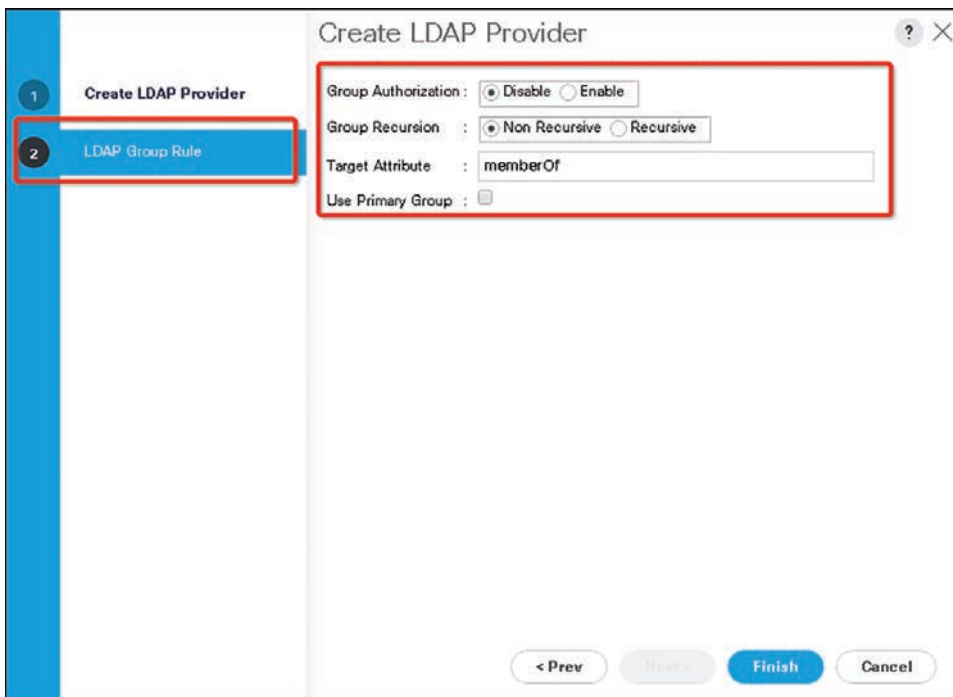 Create LDAP Provider
?
1 Create LDAP Provider
2 LDAP Group Rule
Group Authorization : Disable Enable
Group Recursion : Non Recursive Recursive
Target Attribute : memberOf
Use Primary Group :
< Prev Next > Finish Cancel